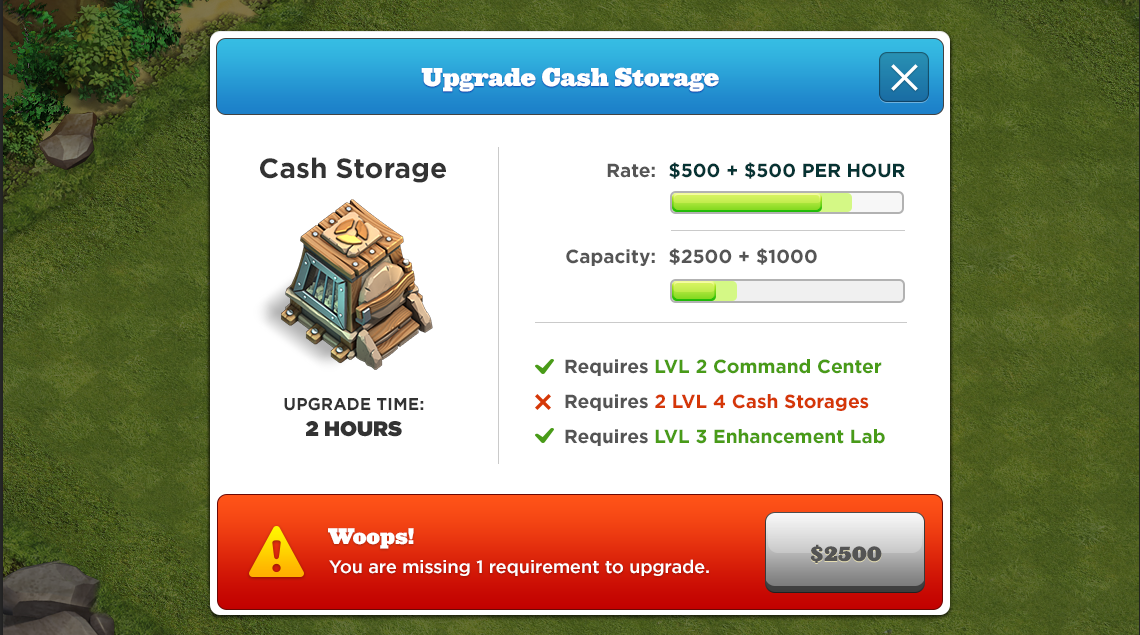 Upgrade Cash Storage
Cash Storage
UPGRADE TIME:
2 HOURS
Rate: $500 + $500 PER HOUR
Capacity: $2500 + $1000
Requires LVL 2 Command Center
Requires 2 LVL 4 Cash Storages
Requires LVL 3 Enhancement Lab
Woops!
You are missing 1 requirement to upgrade.
$2500